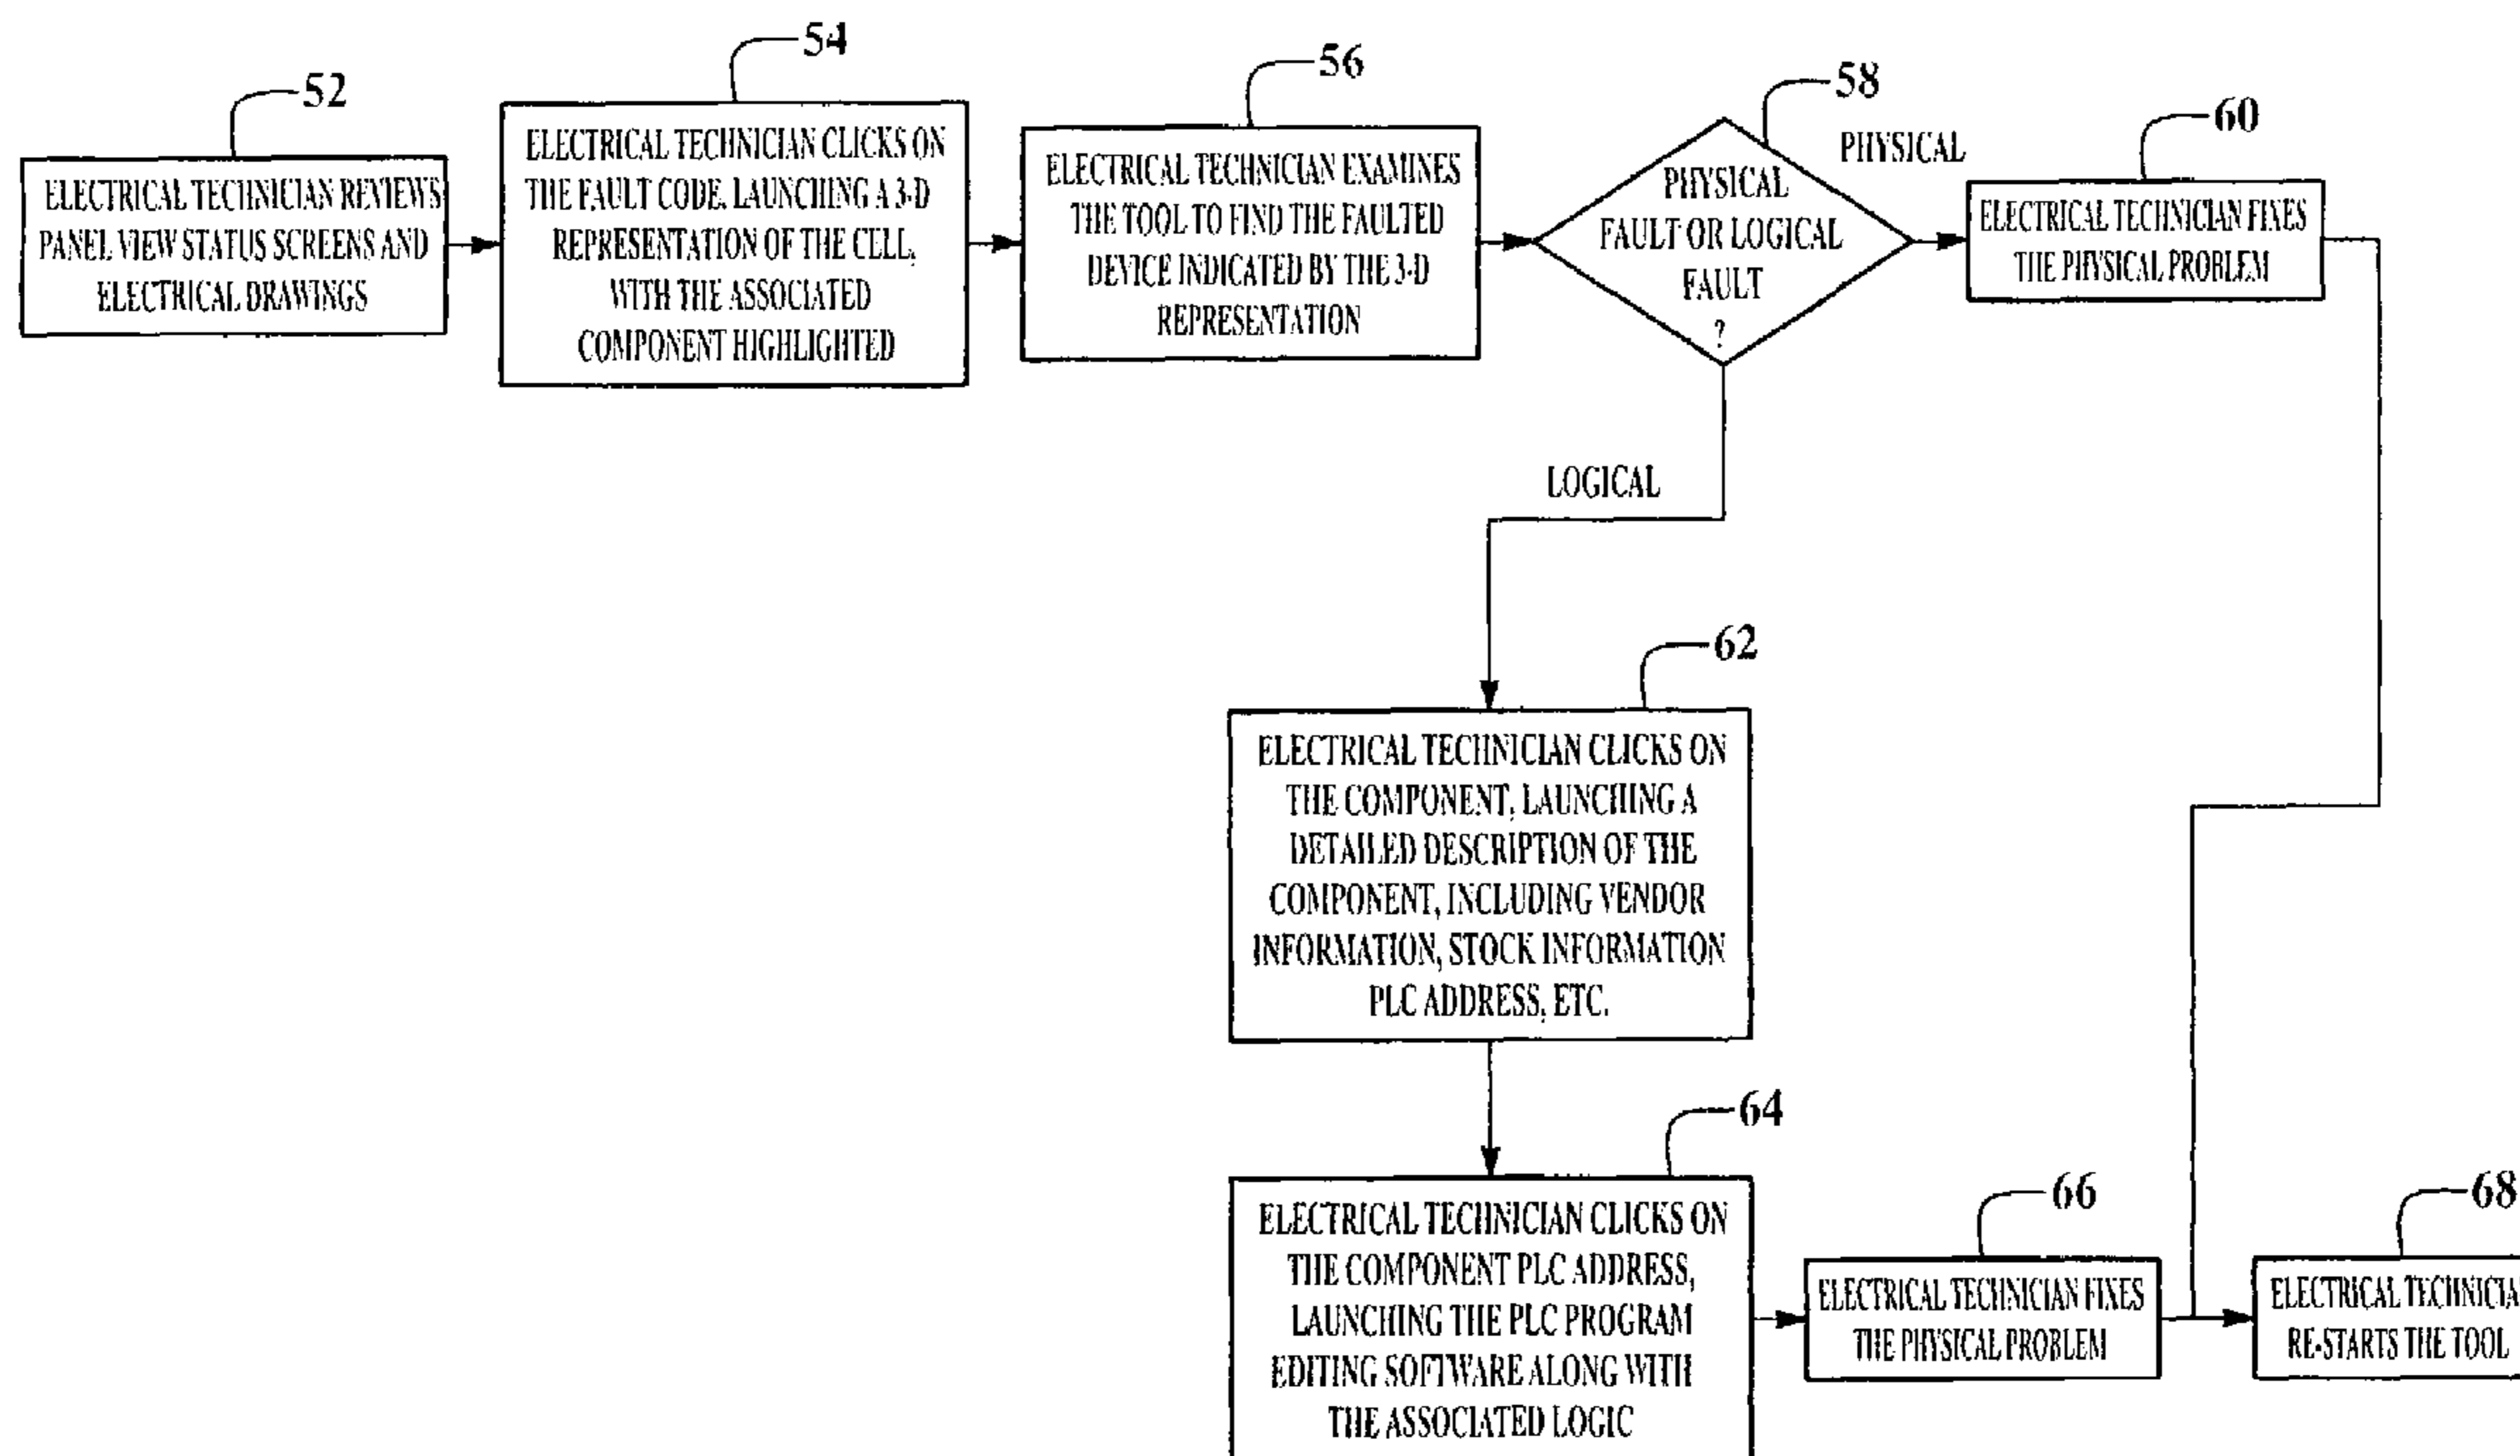 52
ELECTRICAL TECHNICIAN REVIEWS
PANEL VIEW STATUS SCREENS AND
ELECTRICAL DRAWINGS
54
ELECTRICAL TECHNICIAN CLICKS ON
THE FAULT CODE, LAUNCHING A 3-D
REPRESENTATION OF THE CELL,
WITH THE ASSOCIATED
COMPONENT HIGHLIGHTED
56
ELECTRICAL TECHNICIAN EXAMINES
THE TOOL TO FIND THE FAULTED
DEVICE INDICATED BY THE 3-D
REPRESENTATION
58
PHYSICAL
FAULT OR LOGICAL
FAULT
?
PHYSICAL
60
ELECTRICAL TECHNICIAN FIXES
THE PHYSICAL PROBLEM
LOGICAL
62
ELECTRICAL TECHNICIAN CLICKS ON
THE COMPONENT, LAUNCHING A
DETAILED DESCRIPTION OF THE
COMPONENT, INCLUDING VENDOR
INFORMATION, STOCK INFORMATION
PLC ADDRESS, ETC.
64
ELECTRICAL TECHNICIAN CLICKS ON
THE COMPONENT PLC ADDRESS,
LAUNCHING THE PLC PROGRAM
EDITING SOFTWARE ALONG WITH
THE ASSOCIATED LOGIC
66
ELECTRICAL TECHNICIAN FIXES
THE PHYSICAL PROBLEM
68
ELECTRICAL TECHNICIA
RE-STARTS THE TOOL